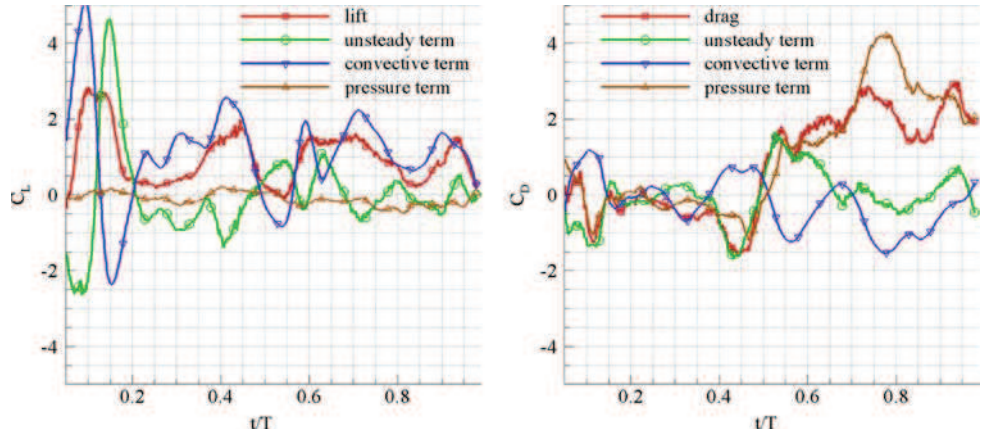 lift
unsteady term
convective term
pressure term
4
2
0
-2
-4
C_L
0.2
0.4
0.6
0.8
t/T
drag
unsteady term
convective term
pressure term
4
2
0
-2
-4
C_D
0.2
0.4
0.6
0.8
t/T